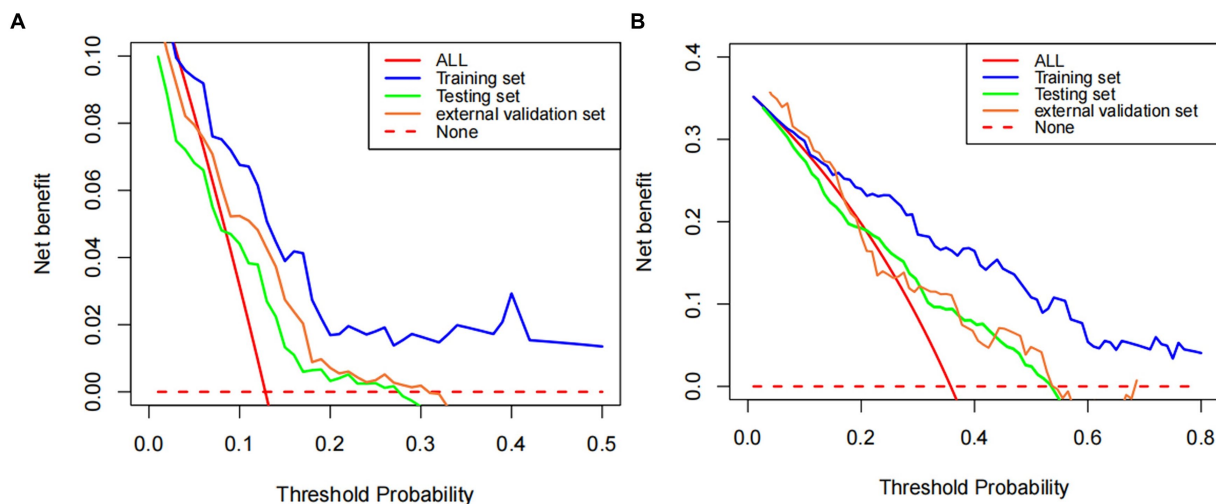 A
Net benefit
0.10
0.08
0.06
0.04
0.02
0.00
ALL
Training set
Testing set
external validation set
None
0.0 0.1 0.2 0.3 0.4 0.5
Threshold Probability
B
Net benefit
0.4
0.3
0.2
0.1
0.0
ALL
Training set
Testing set
external validation set
None
0.0 0.2 0.4 0.6 0.8
Threshold Probability